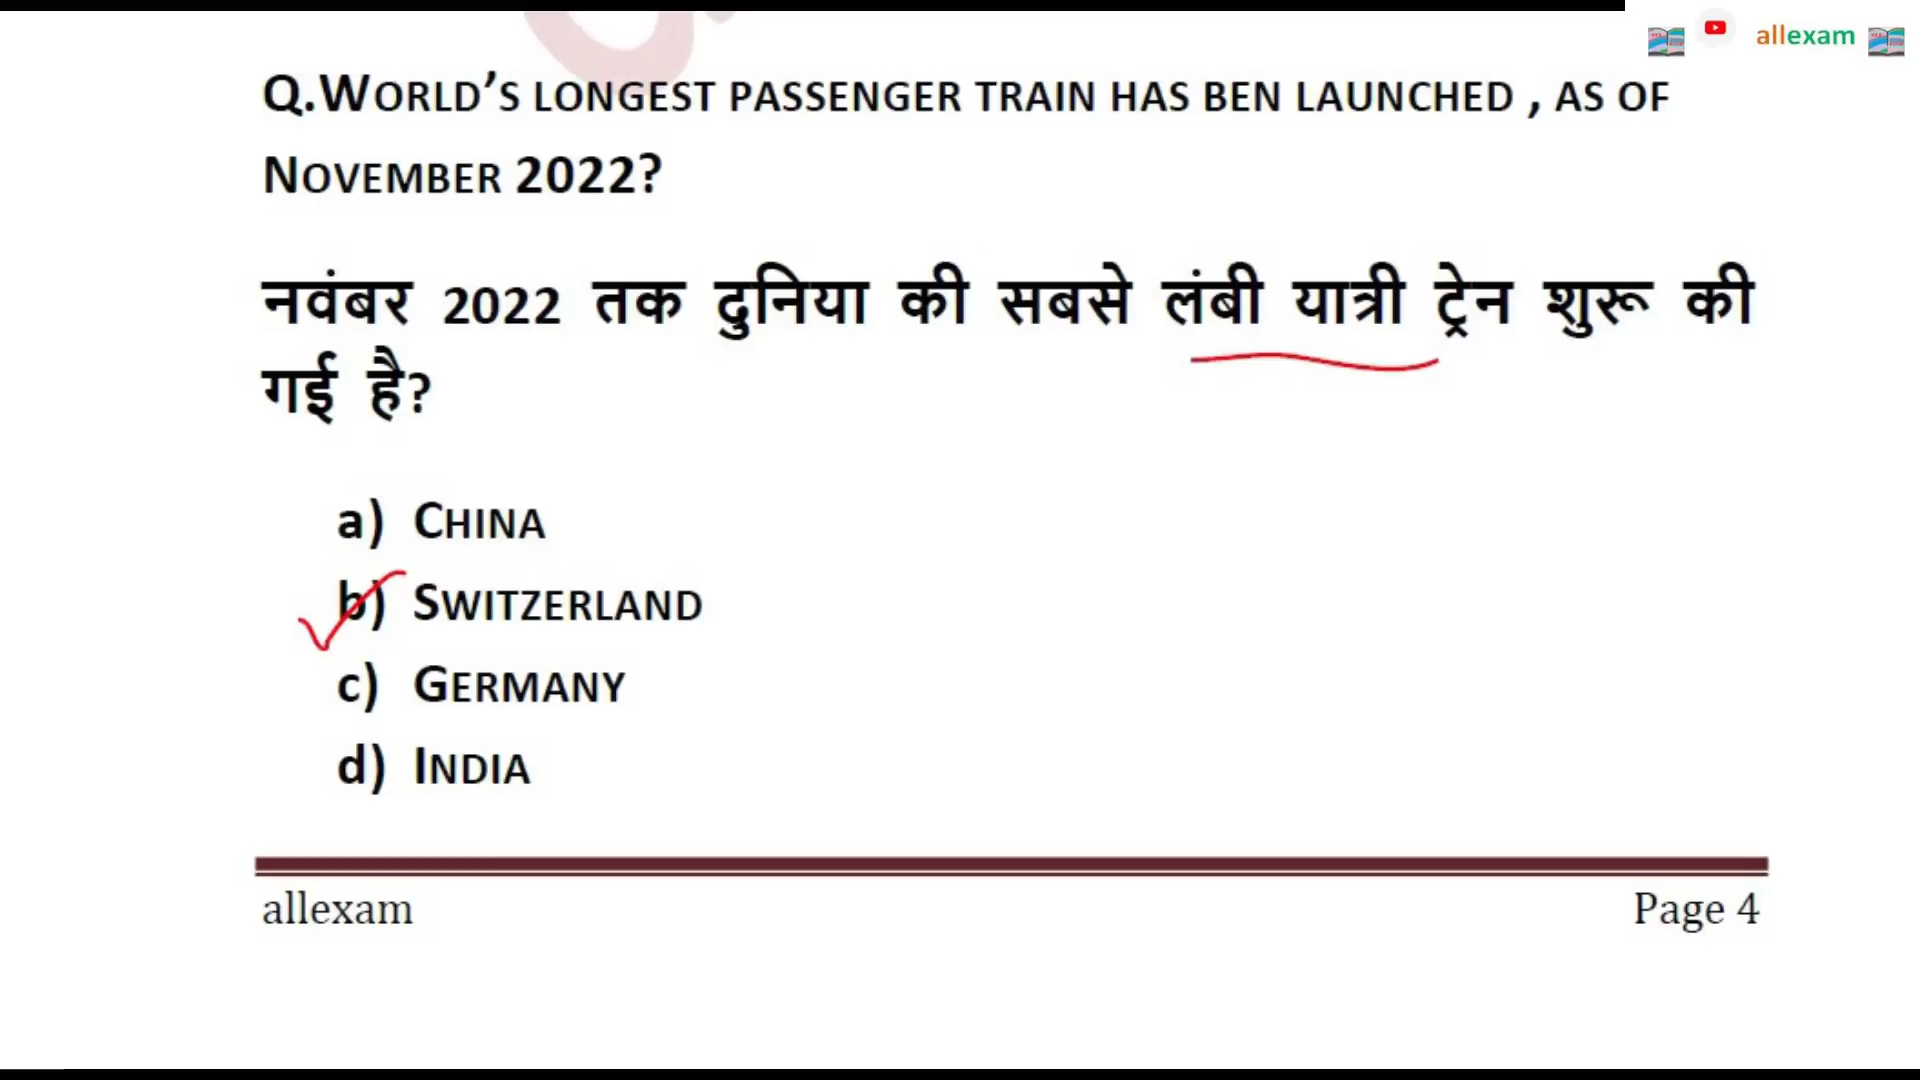 allexam
Q.WORLD’S LONGEST PASSENGER TRAIN HAS BEN LAUNCHED , AS OF
NOVEMBER 2022?
नवंबर 2022 तक दुनिया की सबसे लंबी यात्री ट्रेन शुरू की
गई है?
a) CHINA
b) SWITZERLAND
c) GERMANY
d) INDIA
allexam Page 4